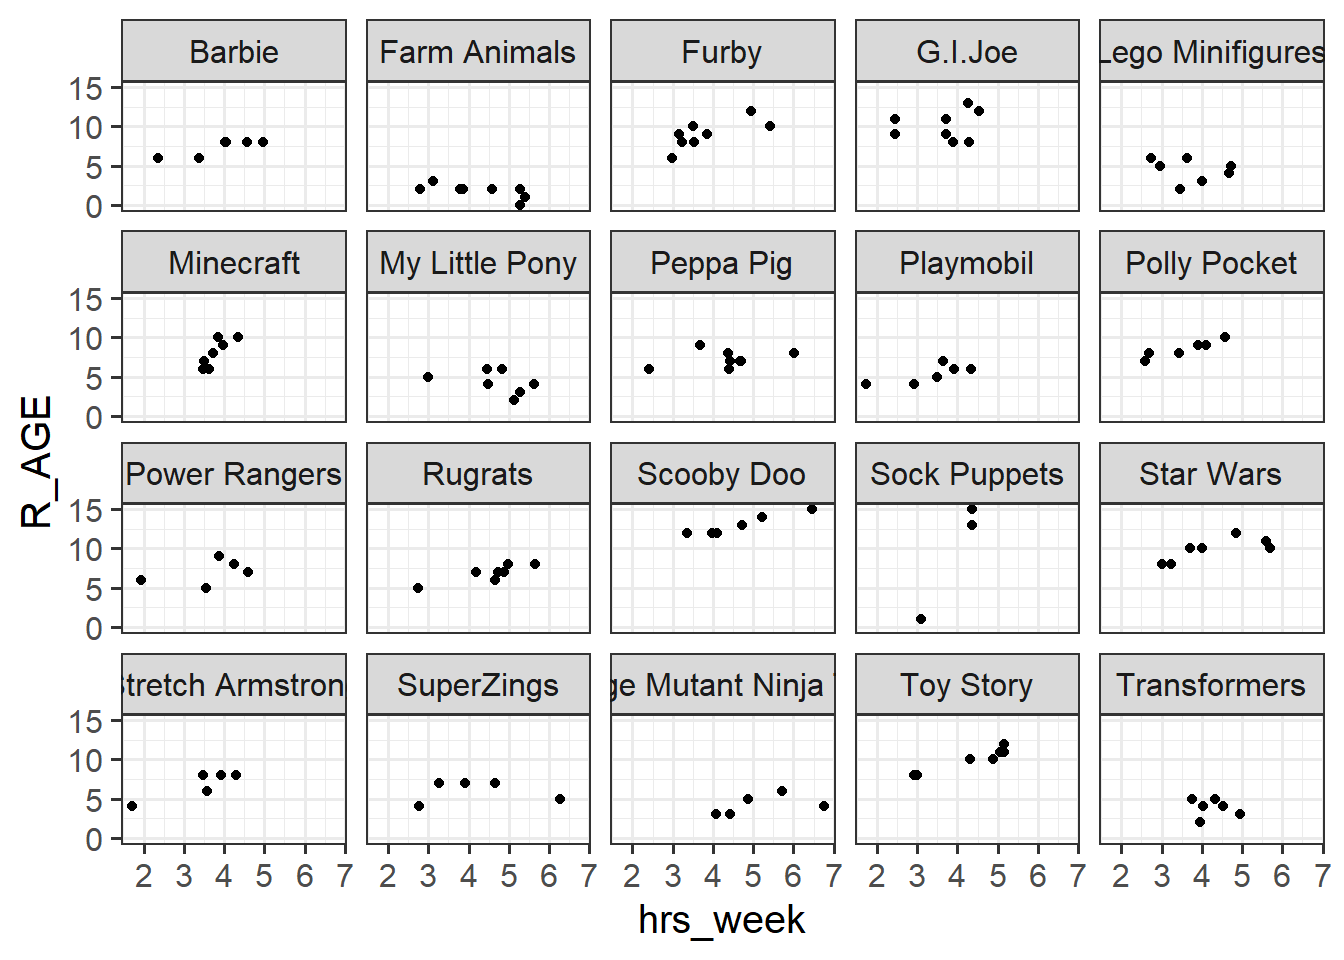 Barbie Farm Animals Furby G.I.Joe Lego Minifigures
15
10
5
0
Minecraft My Little Pony Peppa Pig Playmobil Polly Pocket
15
10
5
0
Power Rangers Rugrats Scooby Doo Sock Puppets Star Wars
15
10
5
0
Stretch Armstron SuperZings ge Mutant Ninja Toy Story Transformers
15
10
5
0
2 3 4 5 6 7 2 3 4 5 6 7 2 3 4 5 6 7 2 3 4 5 6 7 2 3 4 5 6 7
hrs_week
R_AGE